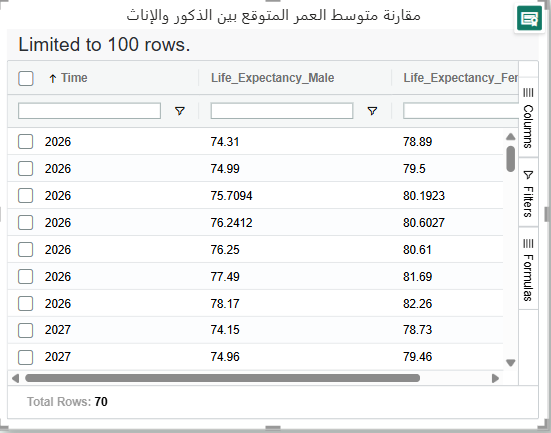 مقارنة متوسط العمر المتوقع بين الذكور والإناث
Limited to 100 rows.
Time Life_Expectancy_Male Life_Expectancy_Fer
2026 74.31 78.89
2026 74.99 79.5
2026 75.7094 80.1923
2026 76.2412 80.6027
2026 76.25 80.61
2026 77.49 81.69
2026 78.17 82.26
2027 74.15 78.73
2027 74.96 79.46
Columns
Filters
Formulas
Total Rows: 70